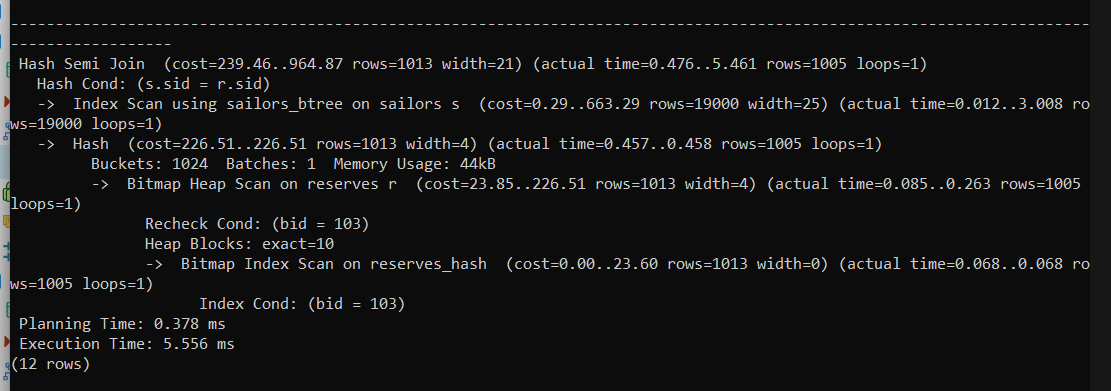 ------------------------------------------------------------------------------------------------------------------------
------------------
Hash Semi Join  (cost=239.46..964.87 rows=1013 width=21) (actual time=0.476..5.461 rows=1005 loops=1)
Hash Cond: (s.sid = r.sid)
->  Index Scan using sailors_btree on sailors s  (cost=0.29..663.29 rows=19000 width=25) (actual time=0.012..3.008 ro
ws=19000 loops=1)
->  Hash  (cost=226.51..226.51 rows=1013 width=4) (actual time=0.457..0.458 rows=1005 loops=1)
Buckets: 1024  Batches: 1  Memory Usage: 44kB
->  Bitmap Heap Scan on reserves r  (cost=23.85..226.51 rows=1013 width=4) (actual time=0.085..0.263 rows=1005
loops=1)
Recheck Cond: (bid = 103)
Heap Blocks: exact=10
->  Bitmap Index Scan on reserves_hash  (cost=0.00..23.60 rows=1013 width=0) (actual time=0.068..0.068 ro
ws=1005 loops=1)
Index Cond: (bid = 103)
Planning Time: 0.378 ms
Execution Time: 5.556 ms
(12 rows)